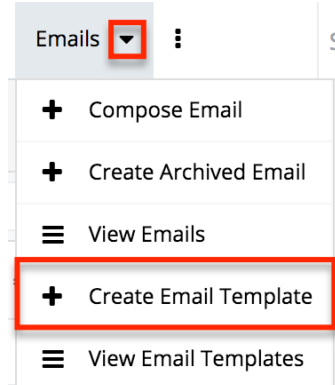 Emails
Compose Email
Create Archived Email
View Emails
Create Email Template
View Email Templates